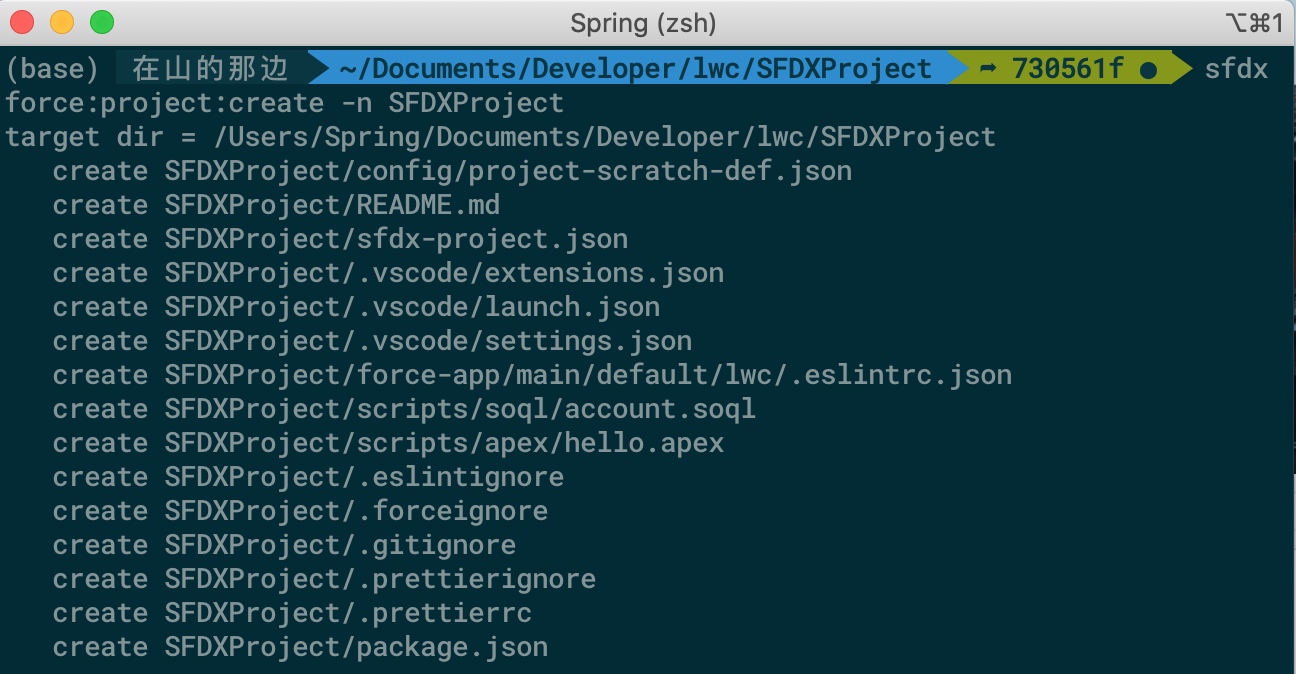 Spring (zsh)
⌥⌘1
(base) 在山的那边 ~/Documents/Developer/lwc/SFDXProject ➦ 730561f ● sfdx
force:project:create -n SFDXProject
target dir = /Users/Spring/Documents/Developer/lwc/SFDXProject
   create SFDXProject/config/project-scratch-def.json
   create SFDXProject/README.md
   create SFDXProject/sfdx-project.json
   create SFDXProject/.vscode/extensions.json
   create SFDXProject/.vscode/launch.json
   create SFDXProject/.vscode/settings.json
   create SFDXProject/force-app/main/default/lwc/.eslintrc.json
   create SFDXProject/scripts/soql/account.soql
   create SFDXProject/scripts/apex/hello.apex
   create SFDXProject/.eslintignore
   create SFDXProject/.forceignore
   create SFDXProject/.gitignore
   create SFDXProject/.prettierignore
   create SFDXProject/.prettierrc
   create SFDXProject/package.json